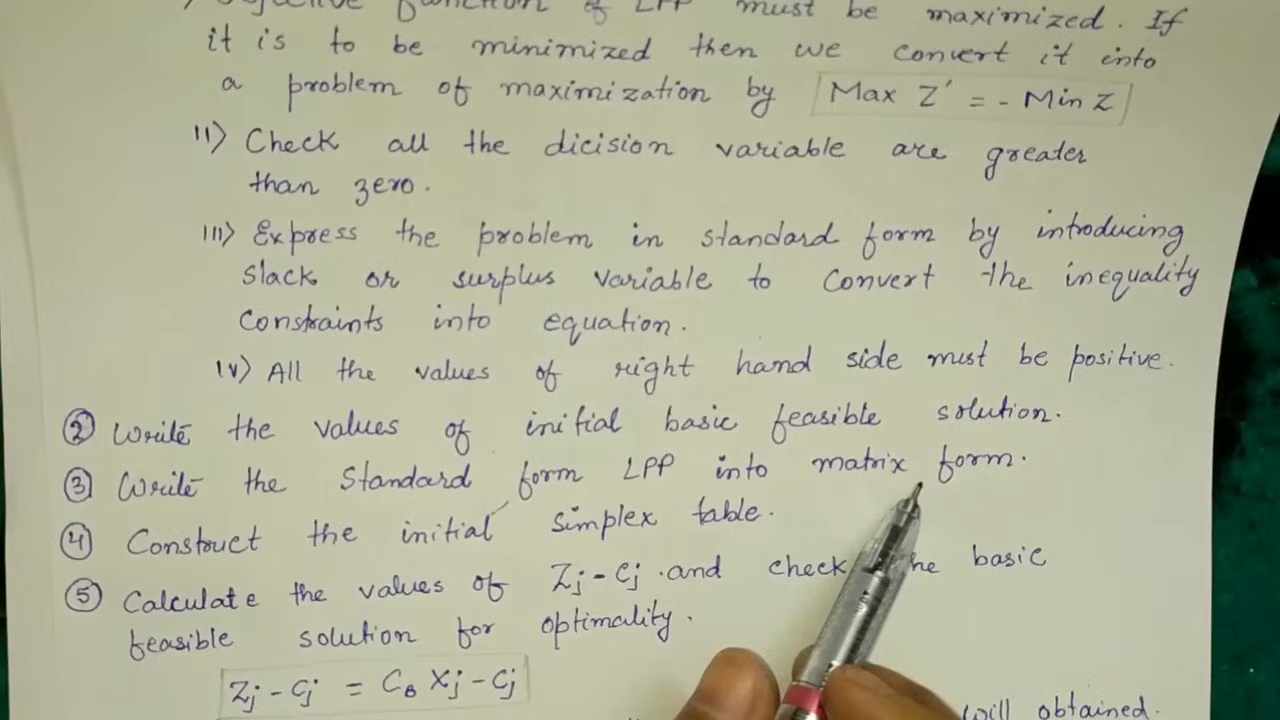 Objective function of LPP must be maximized. If
it is to be minimized then we convert it into
a problem of maximization by Max Z' = - Min Z
II) Check all the dicision variable are greater
than zero.
III) Express the problem in standard form by introducing
slack or surplus variable to convert the inequality
constraints into equation.
IV) All the values of right hand side must be positive.
② Write the values of initial basic feasible solution.
③ Write the standard form LPP into matrix form.
④ Construct the initial simplex table.
⑤ Calculate the values of Zj - Cj and check the basic
feasible solution for optimality.
Zj - Cj = CB Xj - Cj
will obtained.